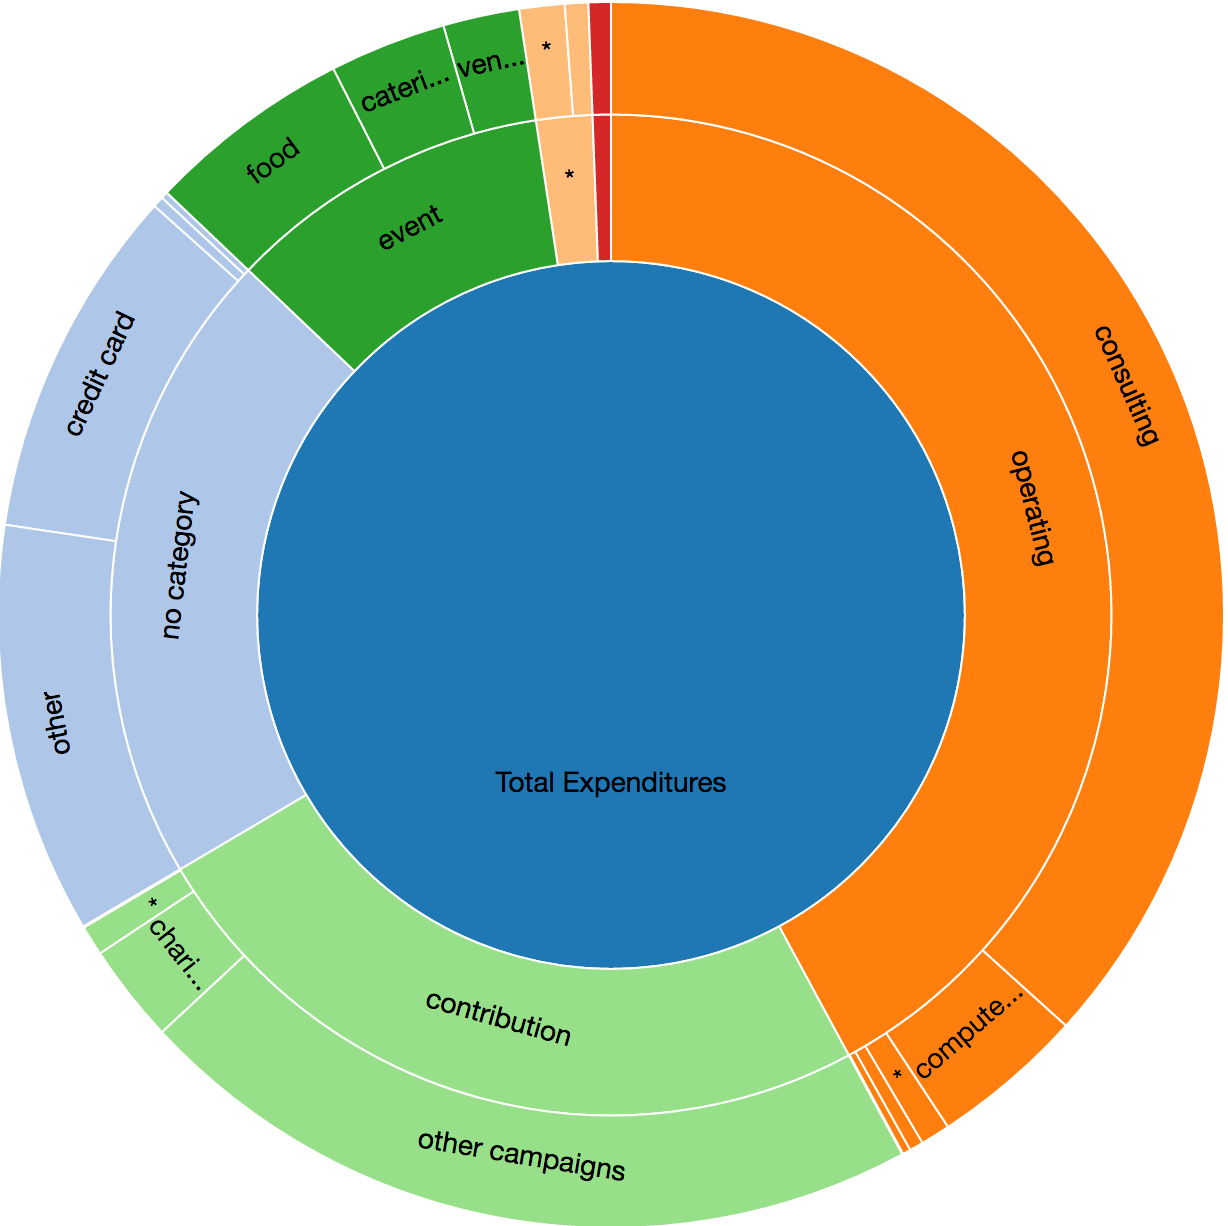 *
ven...
cateri...
food
event
*
consulting
credit card
operating
no category
other
Total Expenditures
*
chari...
contribution
compute...
*
other campaigns